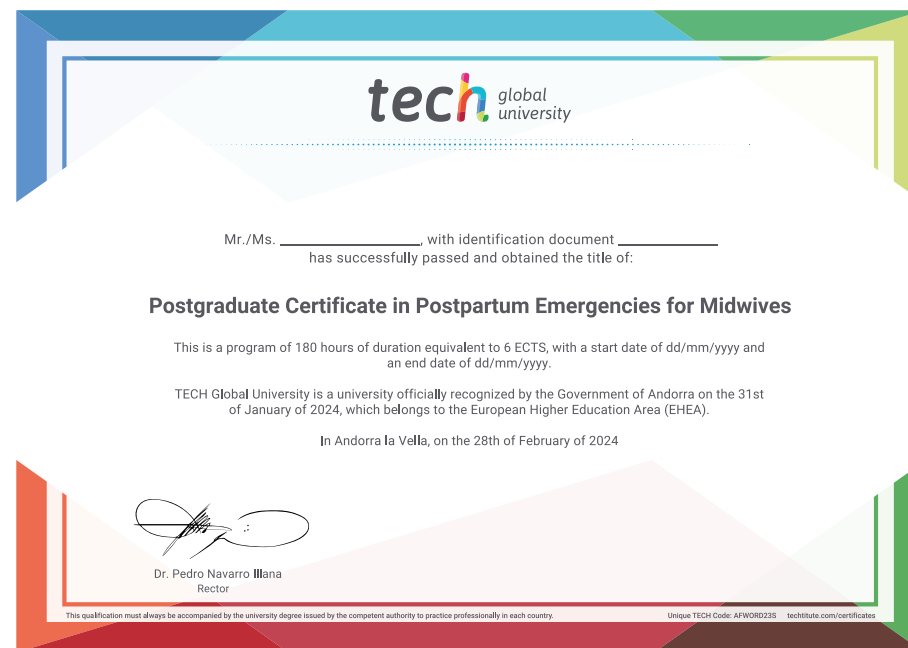 tech global
university
Mr./Ms. ____________, with identification document ____________
has successfully passed and obtained the title of:
Postgraduate Certificate in Postpartum Emergencies for Midwives
This is a program of 180 hours of duration equivalent to 6 ECTS, with a start date of dd/mm/yyyy and
an end date of dd/mm/yyyy.
TECH Global University is a university officially recognized by the Government of Andorra on the 31st
of January of 2024, which belongs to the European Higher Education Area (EHEA).
In Andorra la Vella, on the 28th of February of 2024
Dr. Pedro Navarro Illana
Rector
This qualification must always be accompanied by the university degree issued by the competent authority to practice professionally in each country.
Unique TECH Code: AFWORD23S techtitute.com/certificates